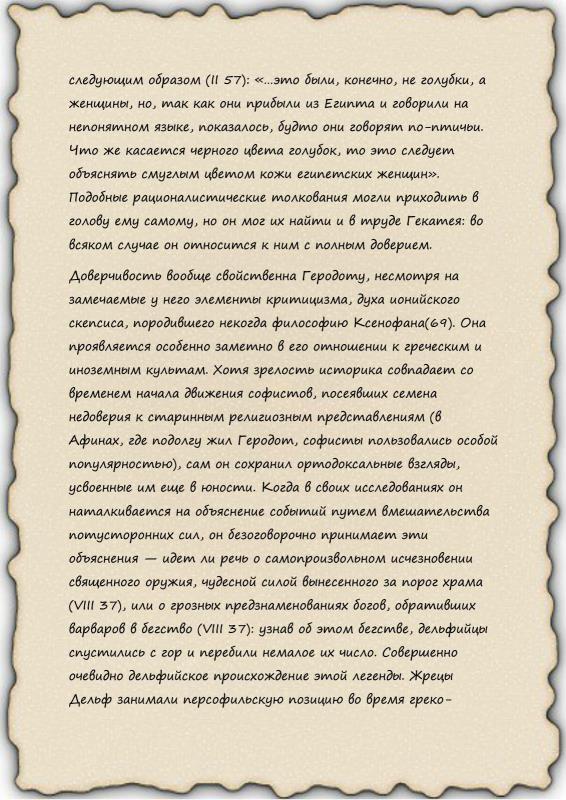 следующим образом (II 57): «...это были, конечно, не голубки, а
женщины, но, так как они прибыли из Египта и говорили на
непонятном языке, показалось, будто они говорят по-птичьи.
Что же касается черного цвета голубок, то это следует
объяснять смуглым цветом кожи египетских женщин».
Подобные рационалистические толкования могли приходить в
голову ему самому, но он мог их найти и в труде Гекатея: во
всяком случае он относится к ним с полным доверием.
Доверчивость вообще свойственна Геродоту, несмотря на
замечаемые у него элементы критицизма, духа ионийского
скепсиса, породившего некогда философию Ксенофана(69). Она
проявляется особенно заметно в его отношении к греческим и
иноземным культам. Хотя зрелость историка совпадает со
временем начала движения софистов, посеявших семена
недоверия к старинным религиозным представлениям (в
Афинах, где подолгу жил Геродот, софисты пользовались особой
популярностью), сам он сохранил ортодоксальные взгляды,
усвоенные им еще в юности. Когда в своих исследованиях он
наталкивается на объяснение событий путем вмешательства
потусторонних сил, он безоговорочно принимает эти
объяснения — идет ли речь о самопроизвольном исчезновении
священного оружия, чудесной силой вынесенного за порог храма
(VIII 37), или о грозных предзнаменованиях богов, обративших
варваров в бегство (VIII 37): узнав об этом бегстве, дельфийцы
спустились с гор и перебили немалое их число. Совершенно
очевидно дельфийское происхождение этой легенды. Жрецы
Дельф занимали персофильскую позицию во время греко-